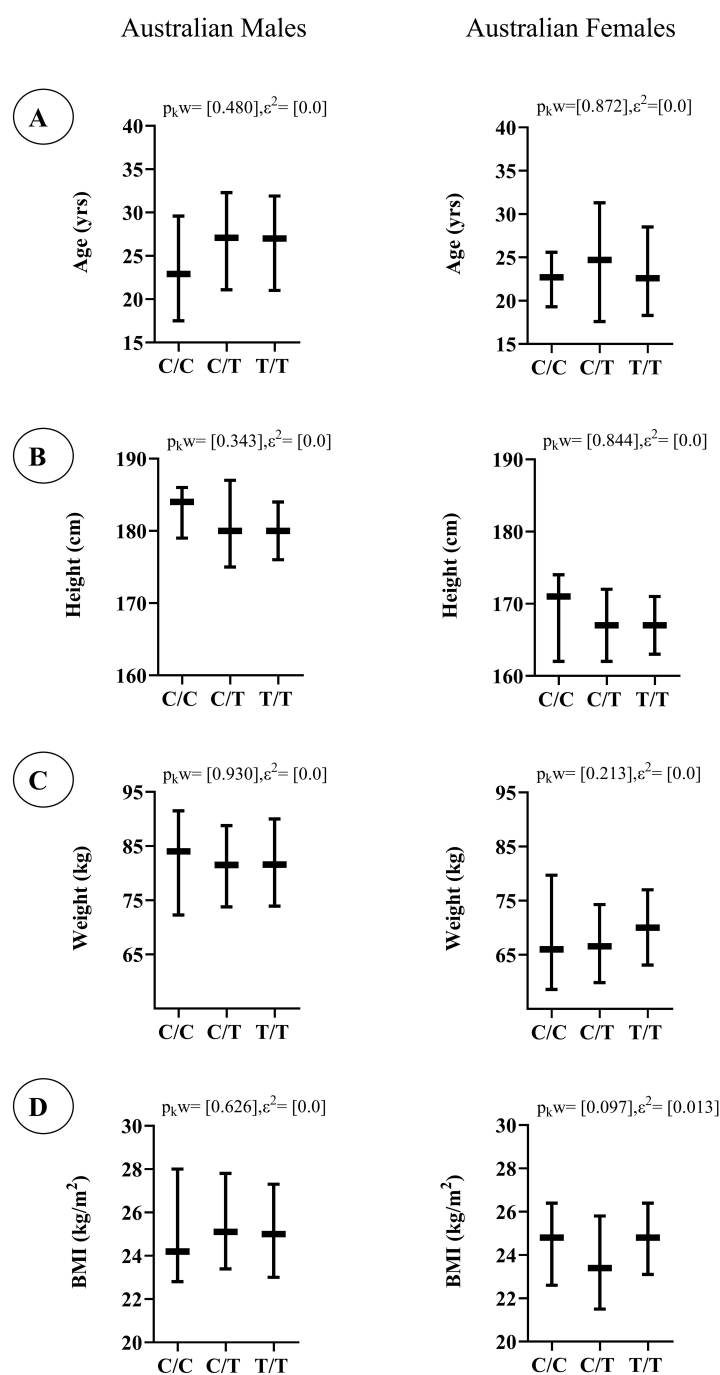 Australian Males Australian Females
A
pₖw= [0.480],ε²= [0.0] pₖw=[0.872],ε²=[0.0]
Age (yrs) Age (yrs)
40 40
35 35
30 30
25 25
20 20
15 15
C/C C/T T/T C/C C/T T/T
B
pₖw= [0.343],ε²= [0.0] pₖw= [0.844],ε²= [0.0]
Height (cm) Height (cm)
190 190
180 180
170 170
160 160
C/C C/T T/T C/C C/T T/T
C
pₖw= [0.930],ε²= [0.0] pₖw= [0.213],ε²= [0.0]
Weight (kg) Weight (kg)
95 95
85 85
75 75
65 65
C/C C/T T/T C/C C/T T/T
D
pₖw= [0.626],ε²= [0.0] pₖw= [0.097],ε²= [0.013]
BMI (kg/m²) BMI (kg/m²)
30 30
28 28
26 26
24 24
22 22
20 20
C/C C/T T/T C/C C/T T/T